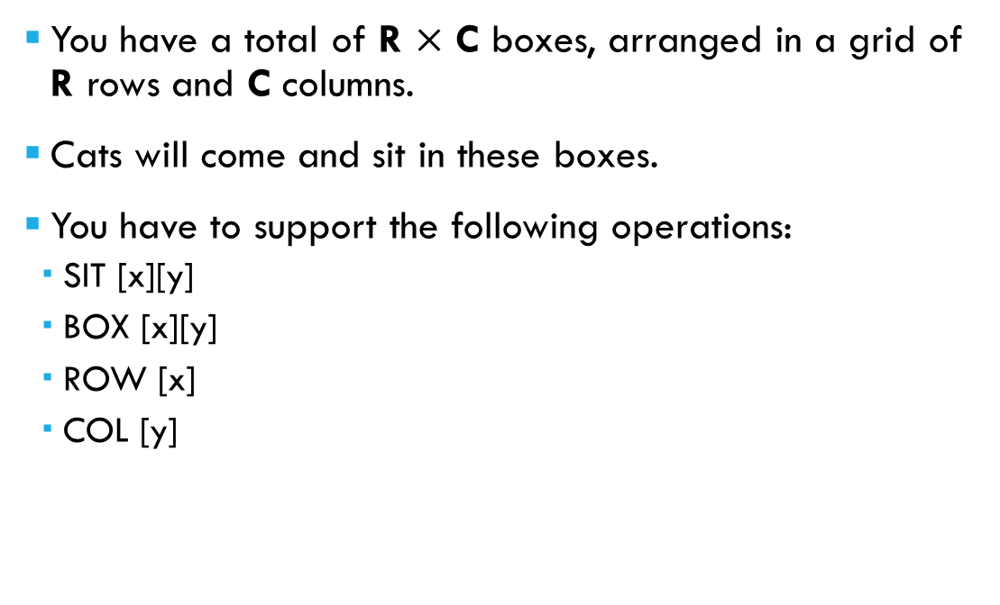 You have a total of R × C boxes, arranged in a grid of
R rows and C columns.
Cats will come and sit in these boxes.
You have to support the following operations:
SIT [x][y]
BOX [x][y]
ROW [x]
COL [y]